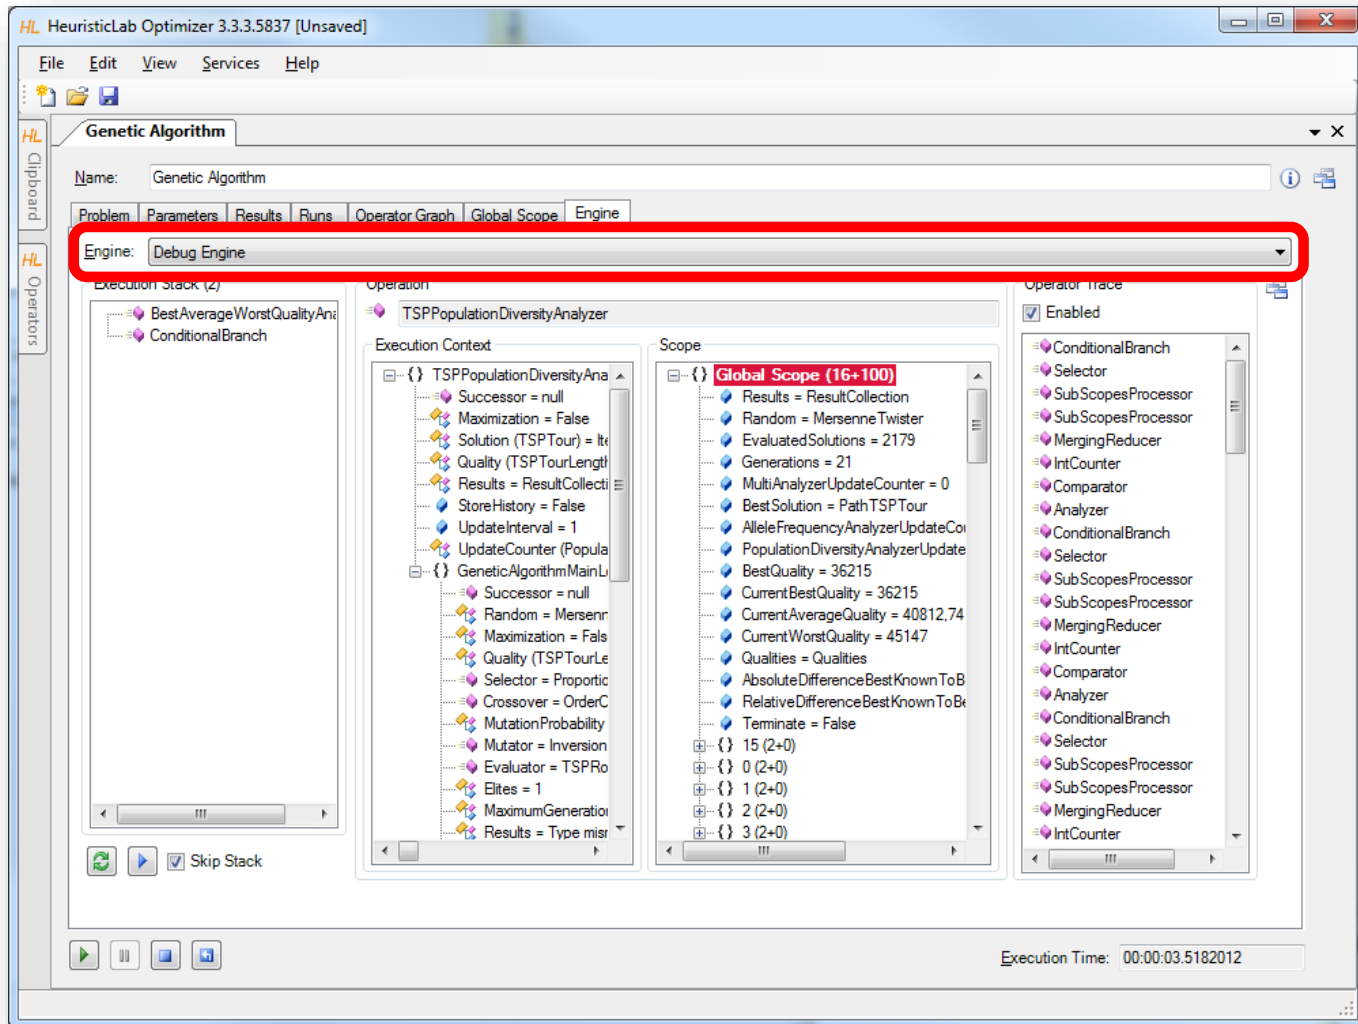 HL HeuristicLab Optimizer 3.3.3.5837 [Unsaved]
File Edit View Services Help
HL Clipboard
HL Operators
Genetic Algorithm
Name: Genetic Algorithm
Problem Parameters Results Runs Operator Graph Global Scope Engine
Engine: Debug Engine
Execution Stack (2)
BestAverageWorstQualityAna
ConditionalBranch
Skip Stack
Operation
TSPPopulationDiversityAnalyzer
Execution Context
{} TSPPopulationDiversityAna
Successor = null
Maximization = False
Solution (TSPTour) = Ite
Quality (TSPTourLength
Results = ResultCollecti
StoreHistory = False
UpdateInterval = 1
UpdateCounter (Popula
{} GeneticAlgorithmMainL
Successor = null
Random = Mersenn
Maximization = Fals
Quality (TSPTourLe
Selector = Proportio
Crossover = OrderC
MutationProbability
Mutator = Inversion
Evaluator = TSPRo
Elites = 1
MaximumGeneration
Results = Type misr
Scope
{} Global Scope (16+100)
Results = ResultCollection
Random = MersenneTwister
EvaluatedSolutions = 2179
Generations = 21
MultiAnalyzerUpdateCounter = 0
BestSolution = PathTSPTour
AlleleFrequencyAnalyzerUpdateCou
PopulationDiversityAnalyzerUpdate
BestQuality = 36215
CurrentBestQuality = 36215
CurrentAverageQuality = 40812,74
CurrentWorstQuality = 45147
Qualities = Qualities
AbsoluteDifferenceBestKnownToB
RelativeDifferenceBestKnownToBe
Terminate = False
{} 15 (2+0)
{} 0 (2+0)
{} 1 (2+0)
{} 2 (2+0)
{} 3 (2+0)
Operator Trace
Enabled
ConditionalBranch
Selector
SubScopesProcessor
SubScopesProcessor
MergingReducer
IntCounter
Comparator
Analyzer
ConditionalBranch
Selector
SubScopesProcessor
SubScopesProcessor
MergingReducer
IntCounter
Comparator
Analyzer
ConditionalBranch
Selector
SubScopesProcessor
SubScopesProcessor
MergingReducer
IntCounter
Execution Time: 00:00:03.5182012